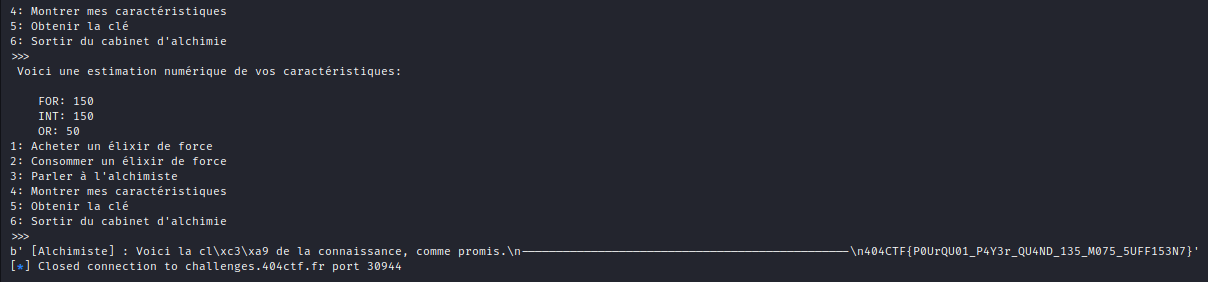 4: Montrer mes caractéristiques
5: Obtenir la clé
6: Sortir du cabinet d'alchimie
>>>
Voici une estimation numérique de vos caractéristiques:
FOR: 150
INT: 150
OR: 50
1: Acheter un élixir de force
2: Consommer un élixir de force
3: Parler à l'alchimiste
4: Montrer mes caractéristiques
5: Obtenir la clé
6: Sortir du cabinet d'alchimie
>>>
b' [Alchimiste] : Voici la cl\xc3\xa9 de la connaissance, comme promis.\n-----------------------------------------------\n404CTF{P0UrQU01_P4Y3r_QU4ND_135_M075_5UFF153N7}'
[*] Closed connection to challenges.404ctf.fr port 30944